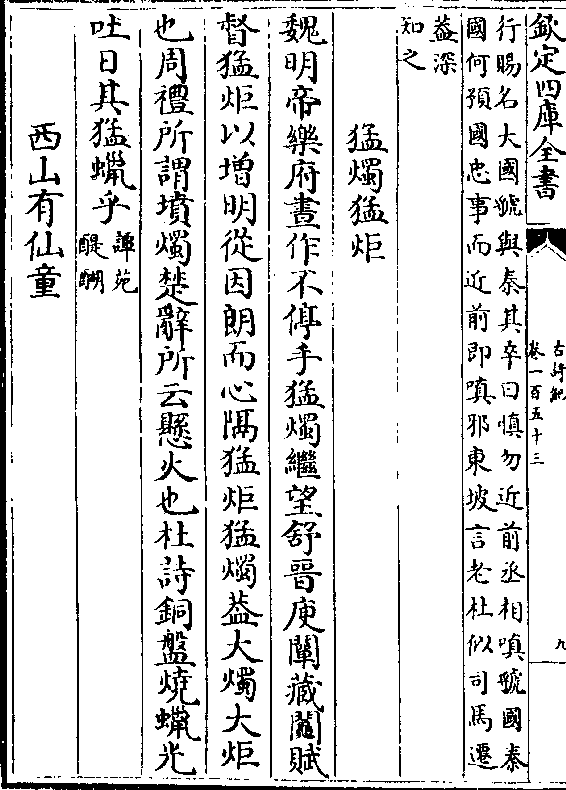 欽定四庫全書
古詩紀
卷一百五十三
九
行賜名大國虢與秦其卒曰慎勿近前丞相嗔虢國秦
國何預國忠事而近前即嗔邪東坡言老杜似司馬遷
葢深
知之
猛燭猛炬
魏明帝樂府晝作不停手猛燭繼望舒晉庾闡藏鬮賦
督猛炬以增明從因朗而心隅猛炬猛燭葢大燭大炬
也周禮所謂墳燭楚辭所云懸火也杜詩銅盤燒蠟光
吐日其猛蠟乎
譚苑
醍醐
西山有仙童